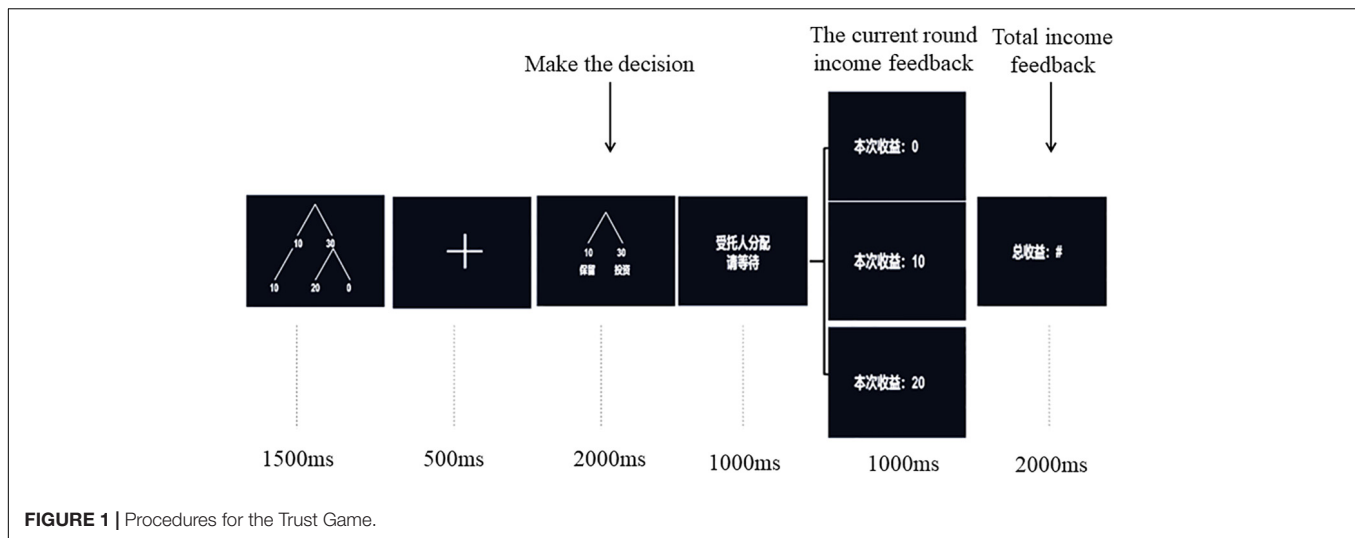 Make the decision
The current round
income feedback
Total income
feedback
10 30
10 20 0
10 30
保留 投资
受托人分配
请等待
本次收益：0
本次收益：10
本次收益：20
总收益：#
1500ms
500ms
2000ms
1000ms
1000ms
2000ms
FIGURE 1 | Procedures for the Trust Game.